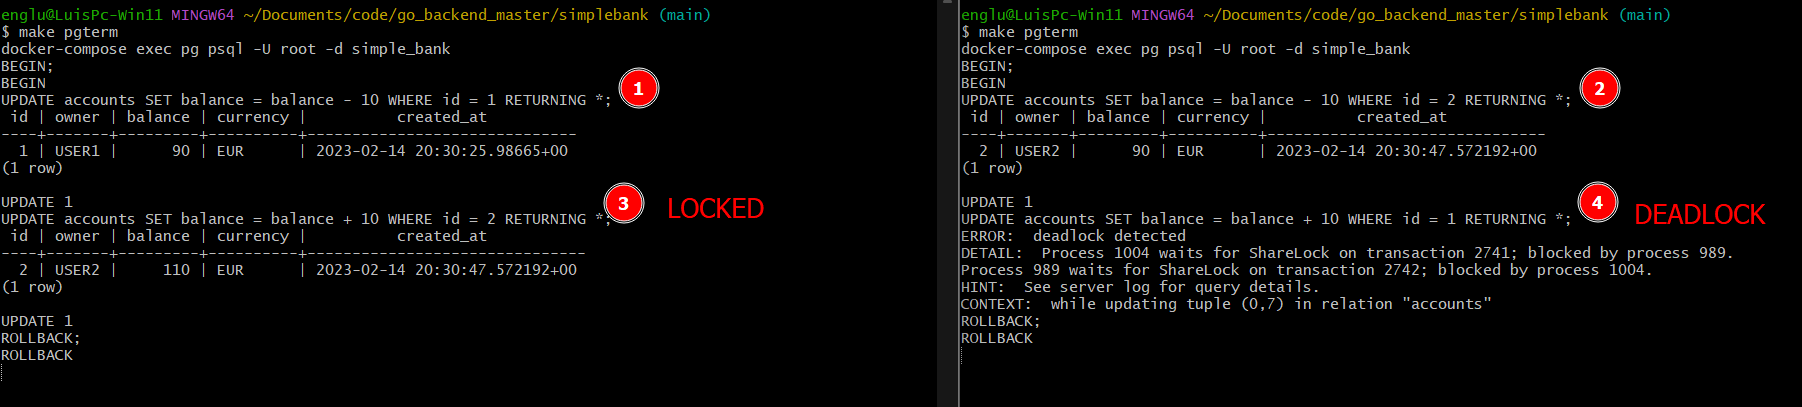 englu@LuisPc-Win11 MINGW64 ~/Documents/code/go_backend_master/simplebank (main)
$ make pgterm
docker-compose exec pg psql -U root -d simple_bank
BEGIN;
BEGIN
UPDATE accounts SET balance = balance - 10 WHERE id = 1 RETURNING *;
1
 id | owner | balance | currency |          created_at
----+-------+---------+----------+------------------------------
  1 | USER1 |      90 | EUR      | 2023-02-14 20:30:25.98665+00
(1 row)
UPDATE 1
UPDATE accounts SET balance = balance + 10 WHERE id = 2 RETURNING *;
3
LOCKED
 id | owner | balance | currency |          created_at
----+-------+---------+----------+-------------------------------
  2 | USER2 |     110 | EUR      | 2023-02-14 20:30:47.572192+00
(1 row)
UPDATE 1
ROLLBACK;
ROLLBACK
englu@LuisPc-Win11 MINGW64 ~/Documents/code/go_backend_master/simplebank (main)
$ make pgterm
docker-compose exec pg psql -U root -d simple_bank
BEGIN;
BEGIN
UPDATE accounts SET balance = balance - 10 WHERE id = 2 RETURNING *;
2
 id | owner | balance | currency |          created_at
----+-------+---------+----------+-------------------------------
  2 | USER2 |      90 | EUR      | 2023-02-14 20:30:47.572192+00
(1 row)
UPDATE 1
UPDATE accounts SET balance = balance + 10 WHERE id = 1 RETURNING *;
4
DEADLOCK
ERROR:  deadlock detected
DETAIL:  Process 1004 waits for ShareLock on transaction 2741; blocked by process 989.
Process 989 waits for ShareLock on transaction 2742; blocked by process 1004.
HINT:  See server log for query details.
CONTEXT:  while updating tuple (0,7) in relation "accounts"
ROLLBACK;
ROLLBACK